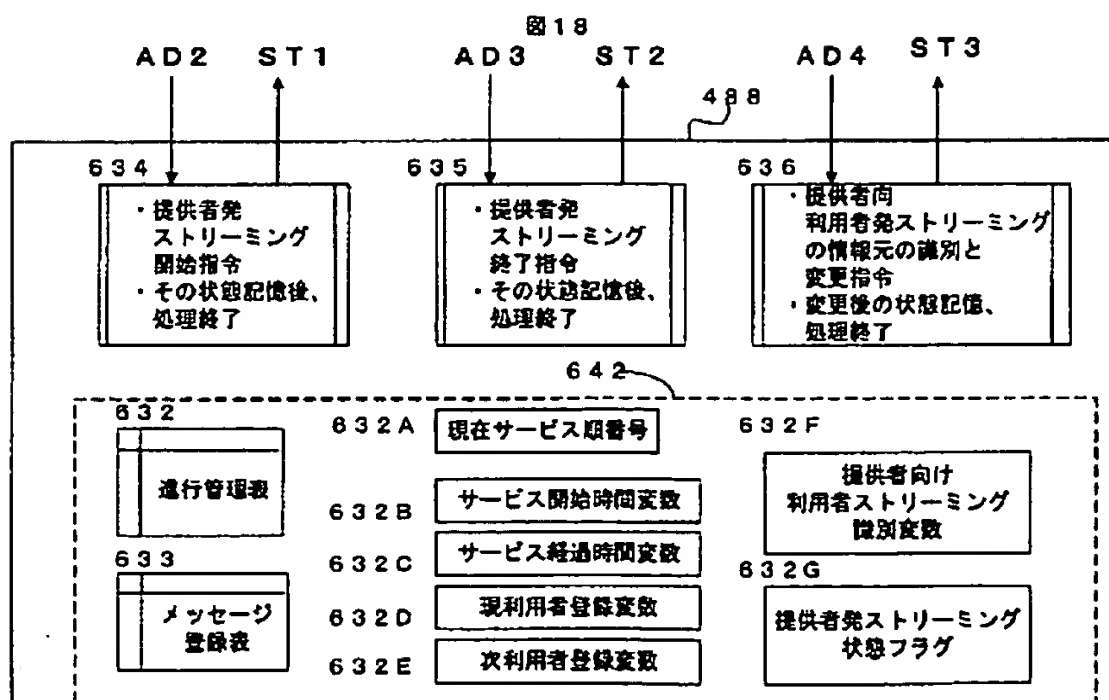 図18
AD2 ST1 AD3 ST2 AD4 ST3
488
634
・提供者発
ストリーミング
開始指令
・その状態記憶後、
処理終了
635
・提供者発
ストリーミング
終了指令
・その状態記憶後、
処理終了
636
・提供者向
利用者発ストリーミング
の情報元の識別と
変更指令
・変更後の状態記憶、
処理終了
642
632
進行管理表
633
メッセージ
登録表
632A 現在サービス順番号
632B サービス開始時間変数
632C サービス経過時間変数
632D 現利用者登録変数
632E 次利用者登録変数
632F
提供者向け
利用者ストリーミング
識別変数
632G
提供者発ストリーミング
状態フラグ